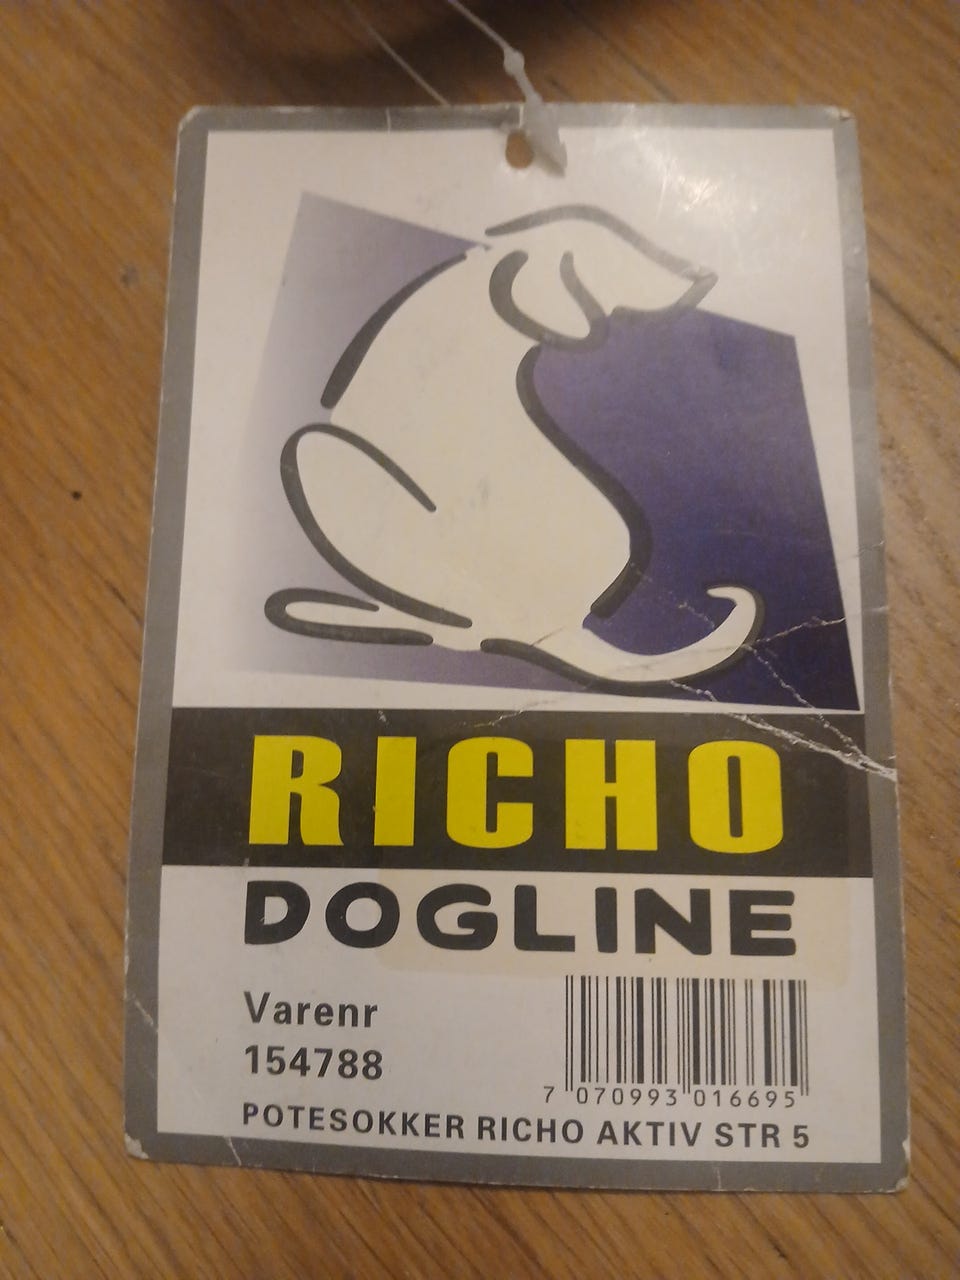 RICHO
DOGLINE
Varenr
154788
7 070993 016695
POTESOKKER RICHO AKTIV STR 5